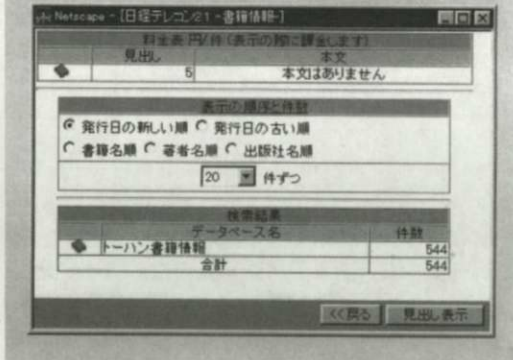 Netscape - [日経テレコン21 -書籍情報-]
料金表 円/件 (表示の際に課金します)
見出し 本文
5 本文はありません
表示の順序と件数
発行日の新しい順 発行日の古い順
書籍名順 著者名順 出版社名順
20 件ずつ
検索結果
データベース名 件数
トーハン書籍情報 544
合計 544
<<戻る 見出し表示